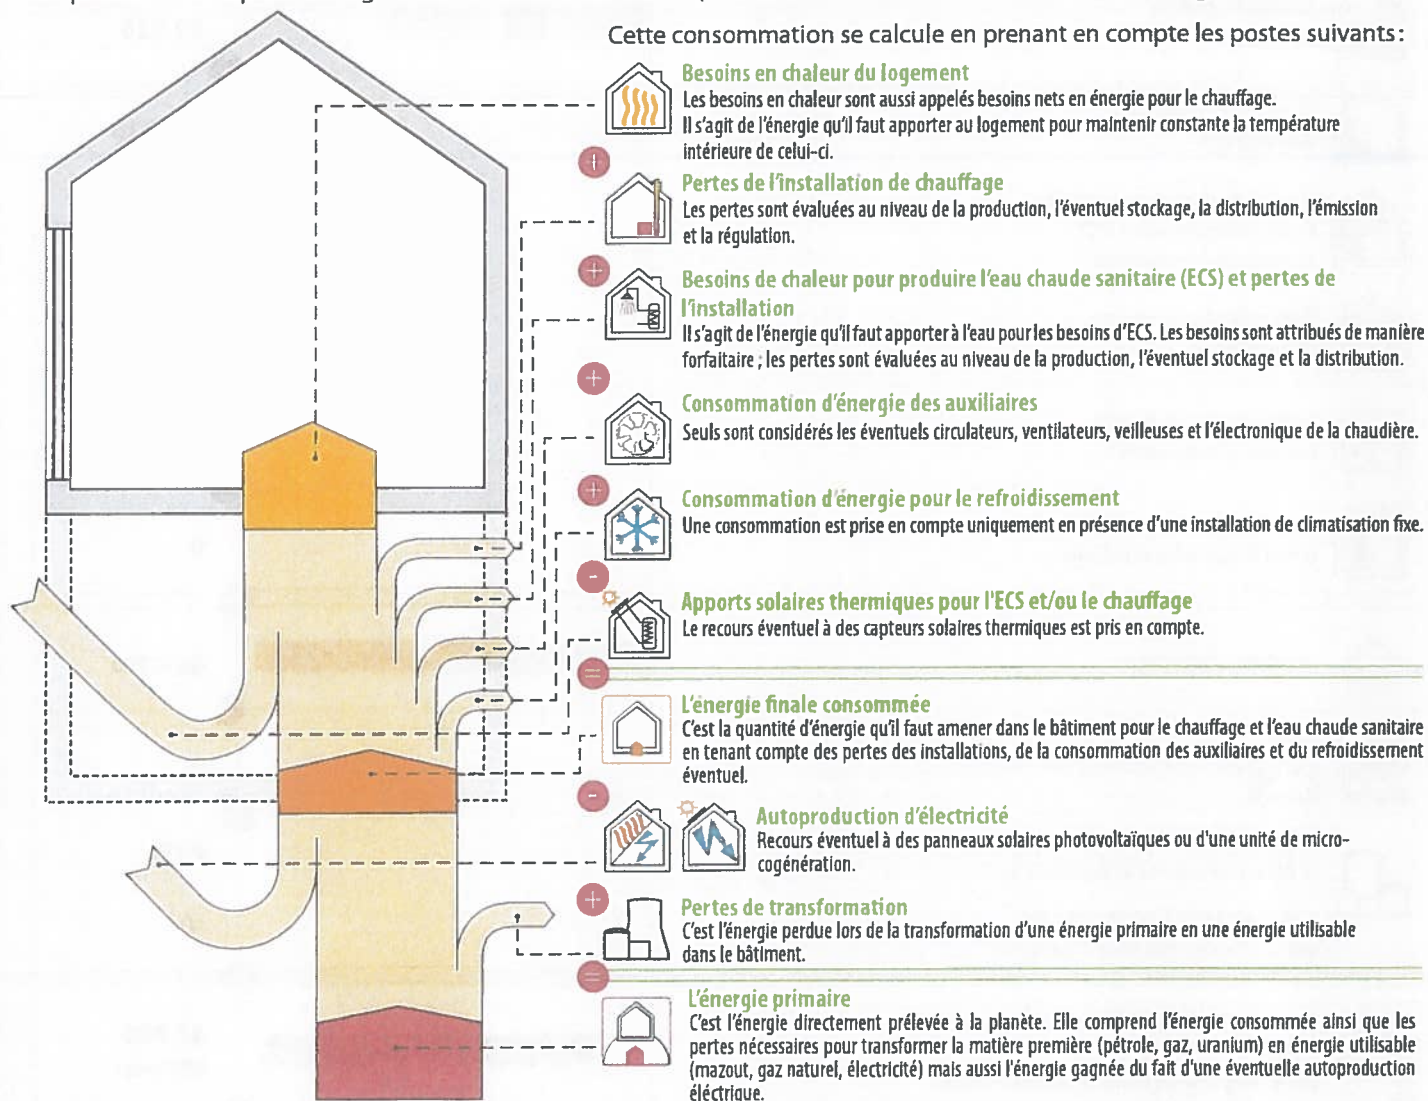 Cette consommation se calcule en prenant en compte les postes suivants:
Besoins en chaleur du logement
Les besoins en chaleur sont aussi appelés besoins nets en énergie pour le chauffage.
Il s'agit de l'énergie qu'il faut apporter au logement pour maintenir constante la température
intérieure de celui-ci.
+
Pertes de l'installation de chauffage
Les pertes sont évaluées au niveau de la production, l'éventuel stockage, la distribution, l'émission
et la régulation.
+
Besoins de chaleur pour produire l'eau chaude sanitaire (ECS) et pertes de
l'installation
Il s'agit de l'énergie qu'il faut apporter à l'eau pour les besoins d'ECS. Les besoins sont attribués de manière
forfaitaire ; les pertes sont évaluées au niveau de la production, l'éventuel stockage et la distribution.
+
Consommation d'énergie des auxiliaires
Seuls sont considérés les éventuels circulateurs, ventilateurs, veilleuses et l'électronique de la chaudière.
+
Consommation d'énergie pour le refroidissement
Une consommation est prise en compte uniquement en présence d'une installation de climatisation fixe.
-
Apports solaires thermiques pour l'ECS et/ou le chauffage
Le recours éventuel à des capteurs solaires thermiques est pris en compte.
=
L'énergie finale consommée
C'est la quantité d'énergie qu'il faut amener dans le bâtiment pour le chauffage et l'eau chaude sanitaire
en tenant compte des pertes des installations, de la consommation des auxiliaires et du refroidissement
éventuel.
-
Autoproduction d'électricité
Recours éventuel à des panneaux solaires photovoltaïques ou d'une unité de micro-
cogénération.
+
Pertes de transformation
C'est l'énergie perdue lors de la transformation d'une énergie primaire en une énergie utilisable
dans le bâtiment.
=
L'énergie primaire
C'est l'énergie directement prélevée à la planète. Elle comprend l'énergie consommée ainsi que les
pertes nécessaires pour transformer la matière première (pétrole, gaz, uranium) en énergie utilisable
(mazout, gaz naturel, électricité) mais aussi l'énergie gagnée du fait d'une éventuelle autoproduction
éléctrique.